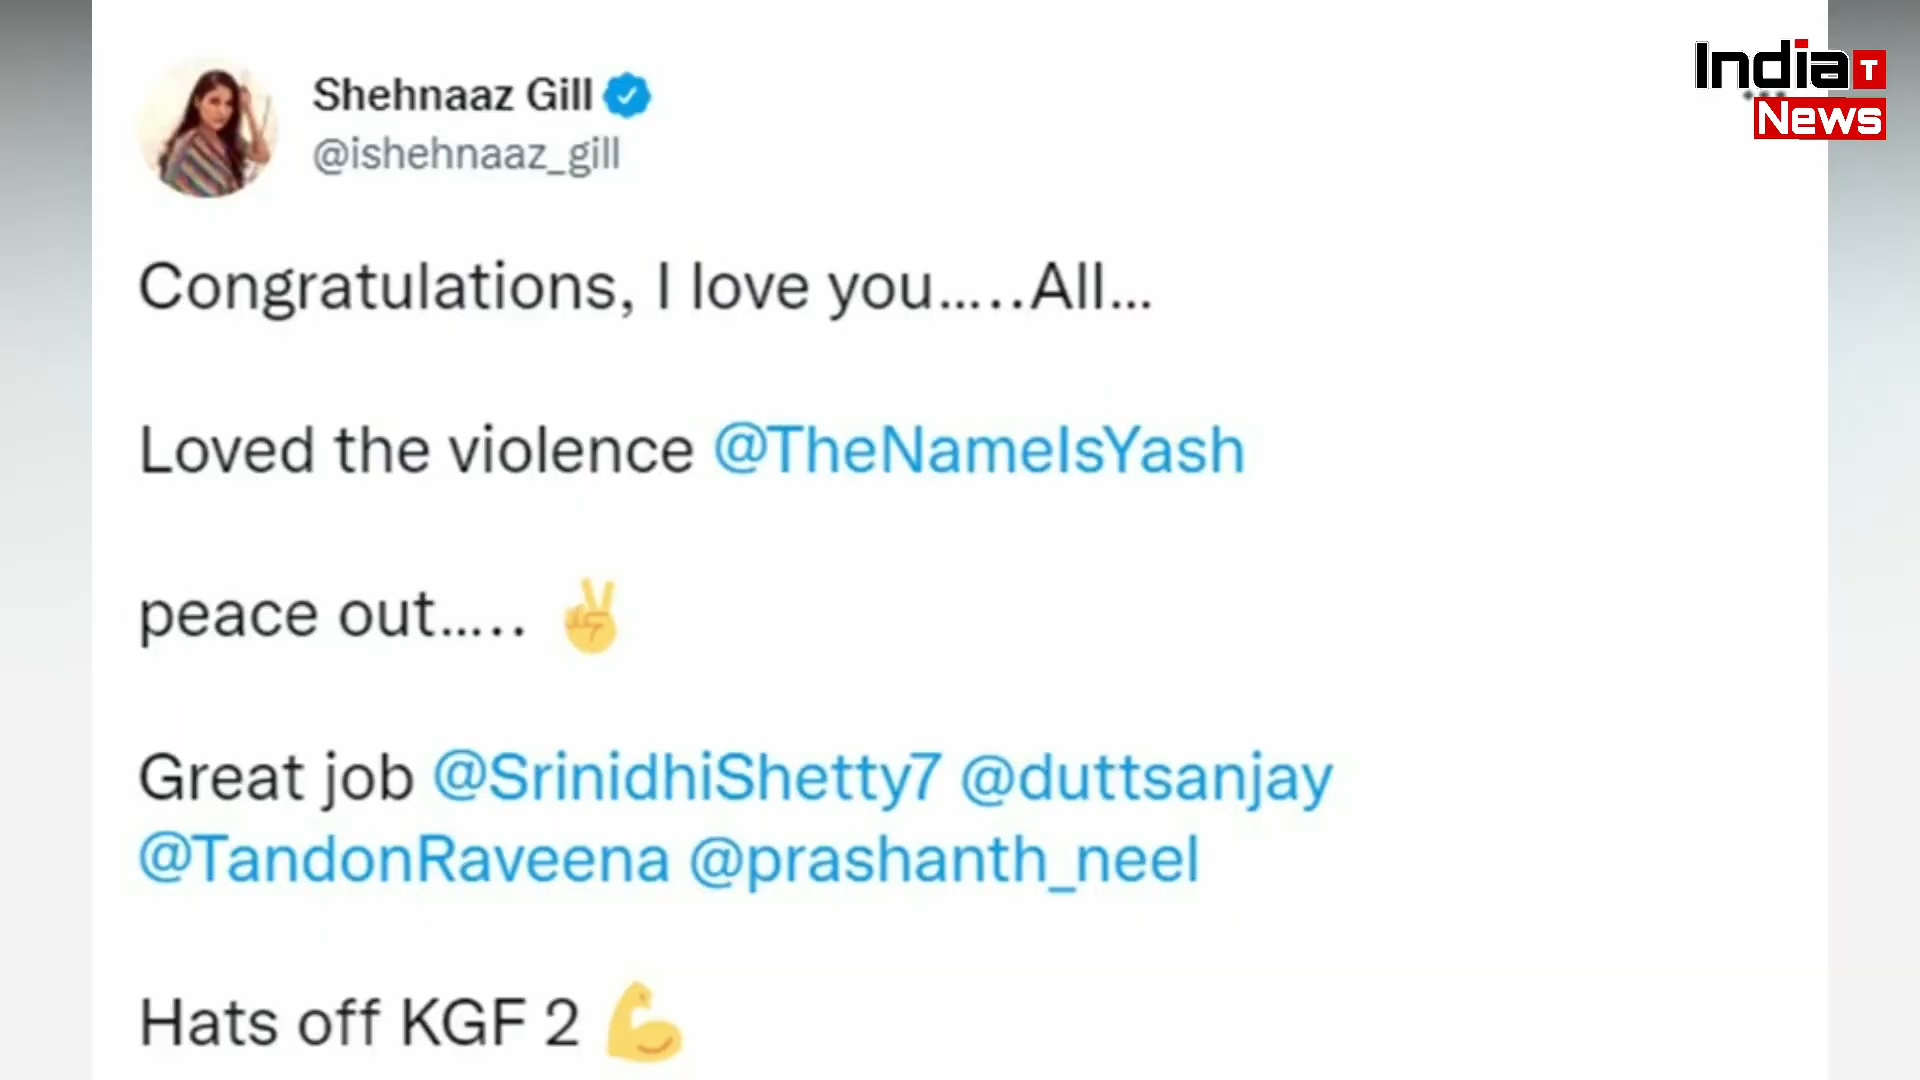 Shehnaaz Gill
@ishehnaaz_gill
India T
News
Congratulations, I love you…..All...
Loved the violence @TheNameIsYash
peace out….. ✌
Great job @SrinidhiShetty7 @duttsanjay
@TandonRaveena @prashanth_neel
Hats off KGF 2 💪